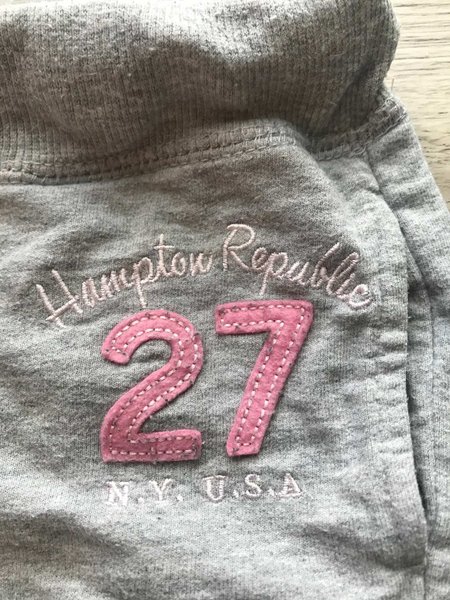 Hampton Republic
27
N.Y. U.S.A